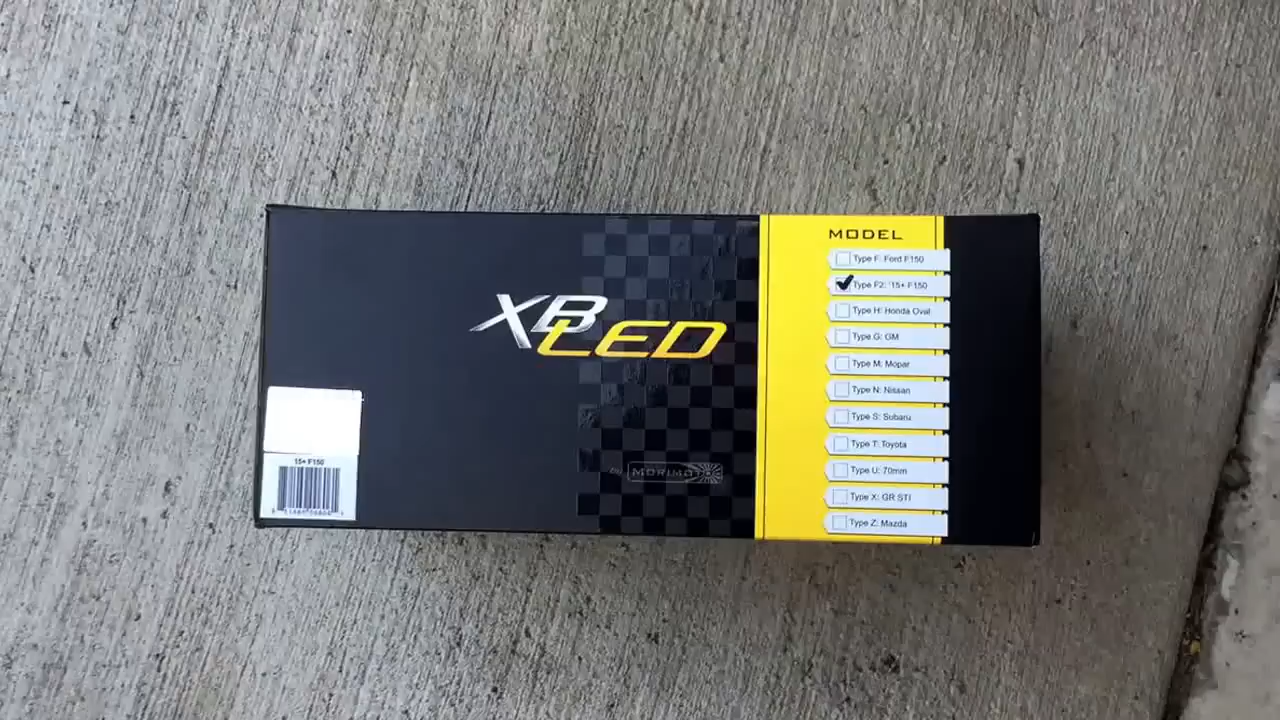 XB
LED
by MORIMOTO
15+ F150
MODEL
Type F: Ford F150
Type F2: '15+ F150
Type H: Honda Oval
Type G: GM
Type M: Mopar
Type N: Nissan
Type S: Subaru
Type T: Toyota
Type U: 70mm
Type X: GR STI
Type Z: Mazda